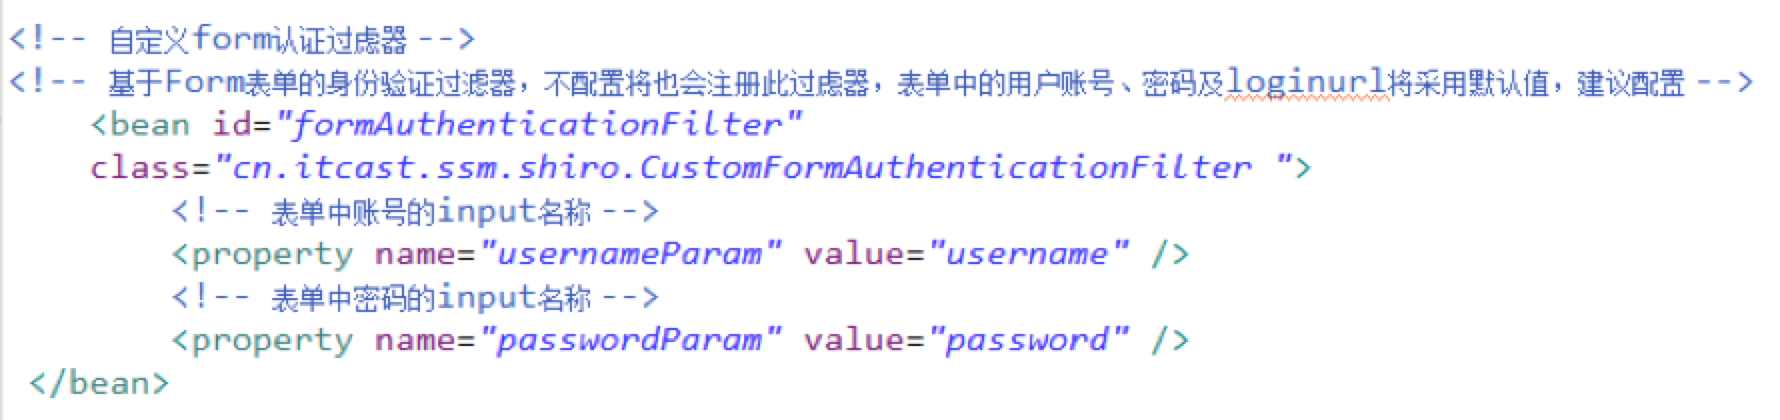 <!-- 自定义form认证过虑器 -->
<!-- 基于Form表单的身份验证过滤器，不配置将也会注册此过虑器，表单中的用户账号、密码及loginurl将采用默认值，建议配置 -->
<bean id="formAuthenticationFilter"
class="cn.itcast.ssm.shiro.CustomFormAuthenticationFilter ">
<!-- 表单中账号的input名称 -->
<property name="usernameParam" value="username" />
<!-- 表单中密码的input名称 -->
<property name="passwordParam" value="password" />
</bean>